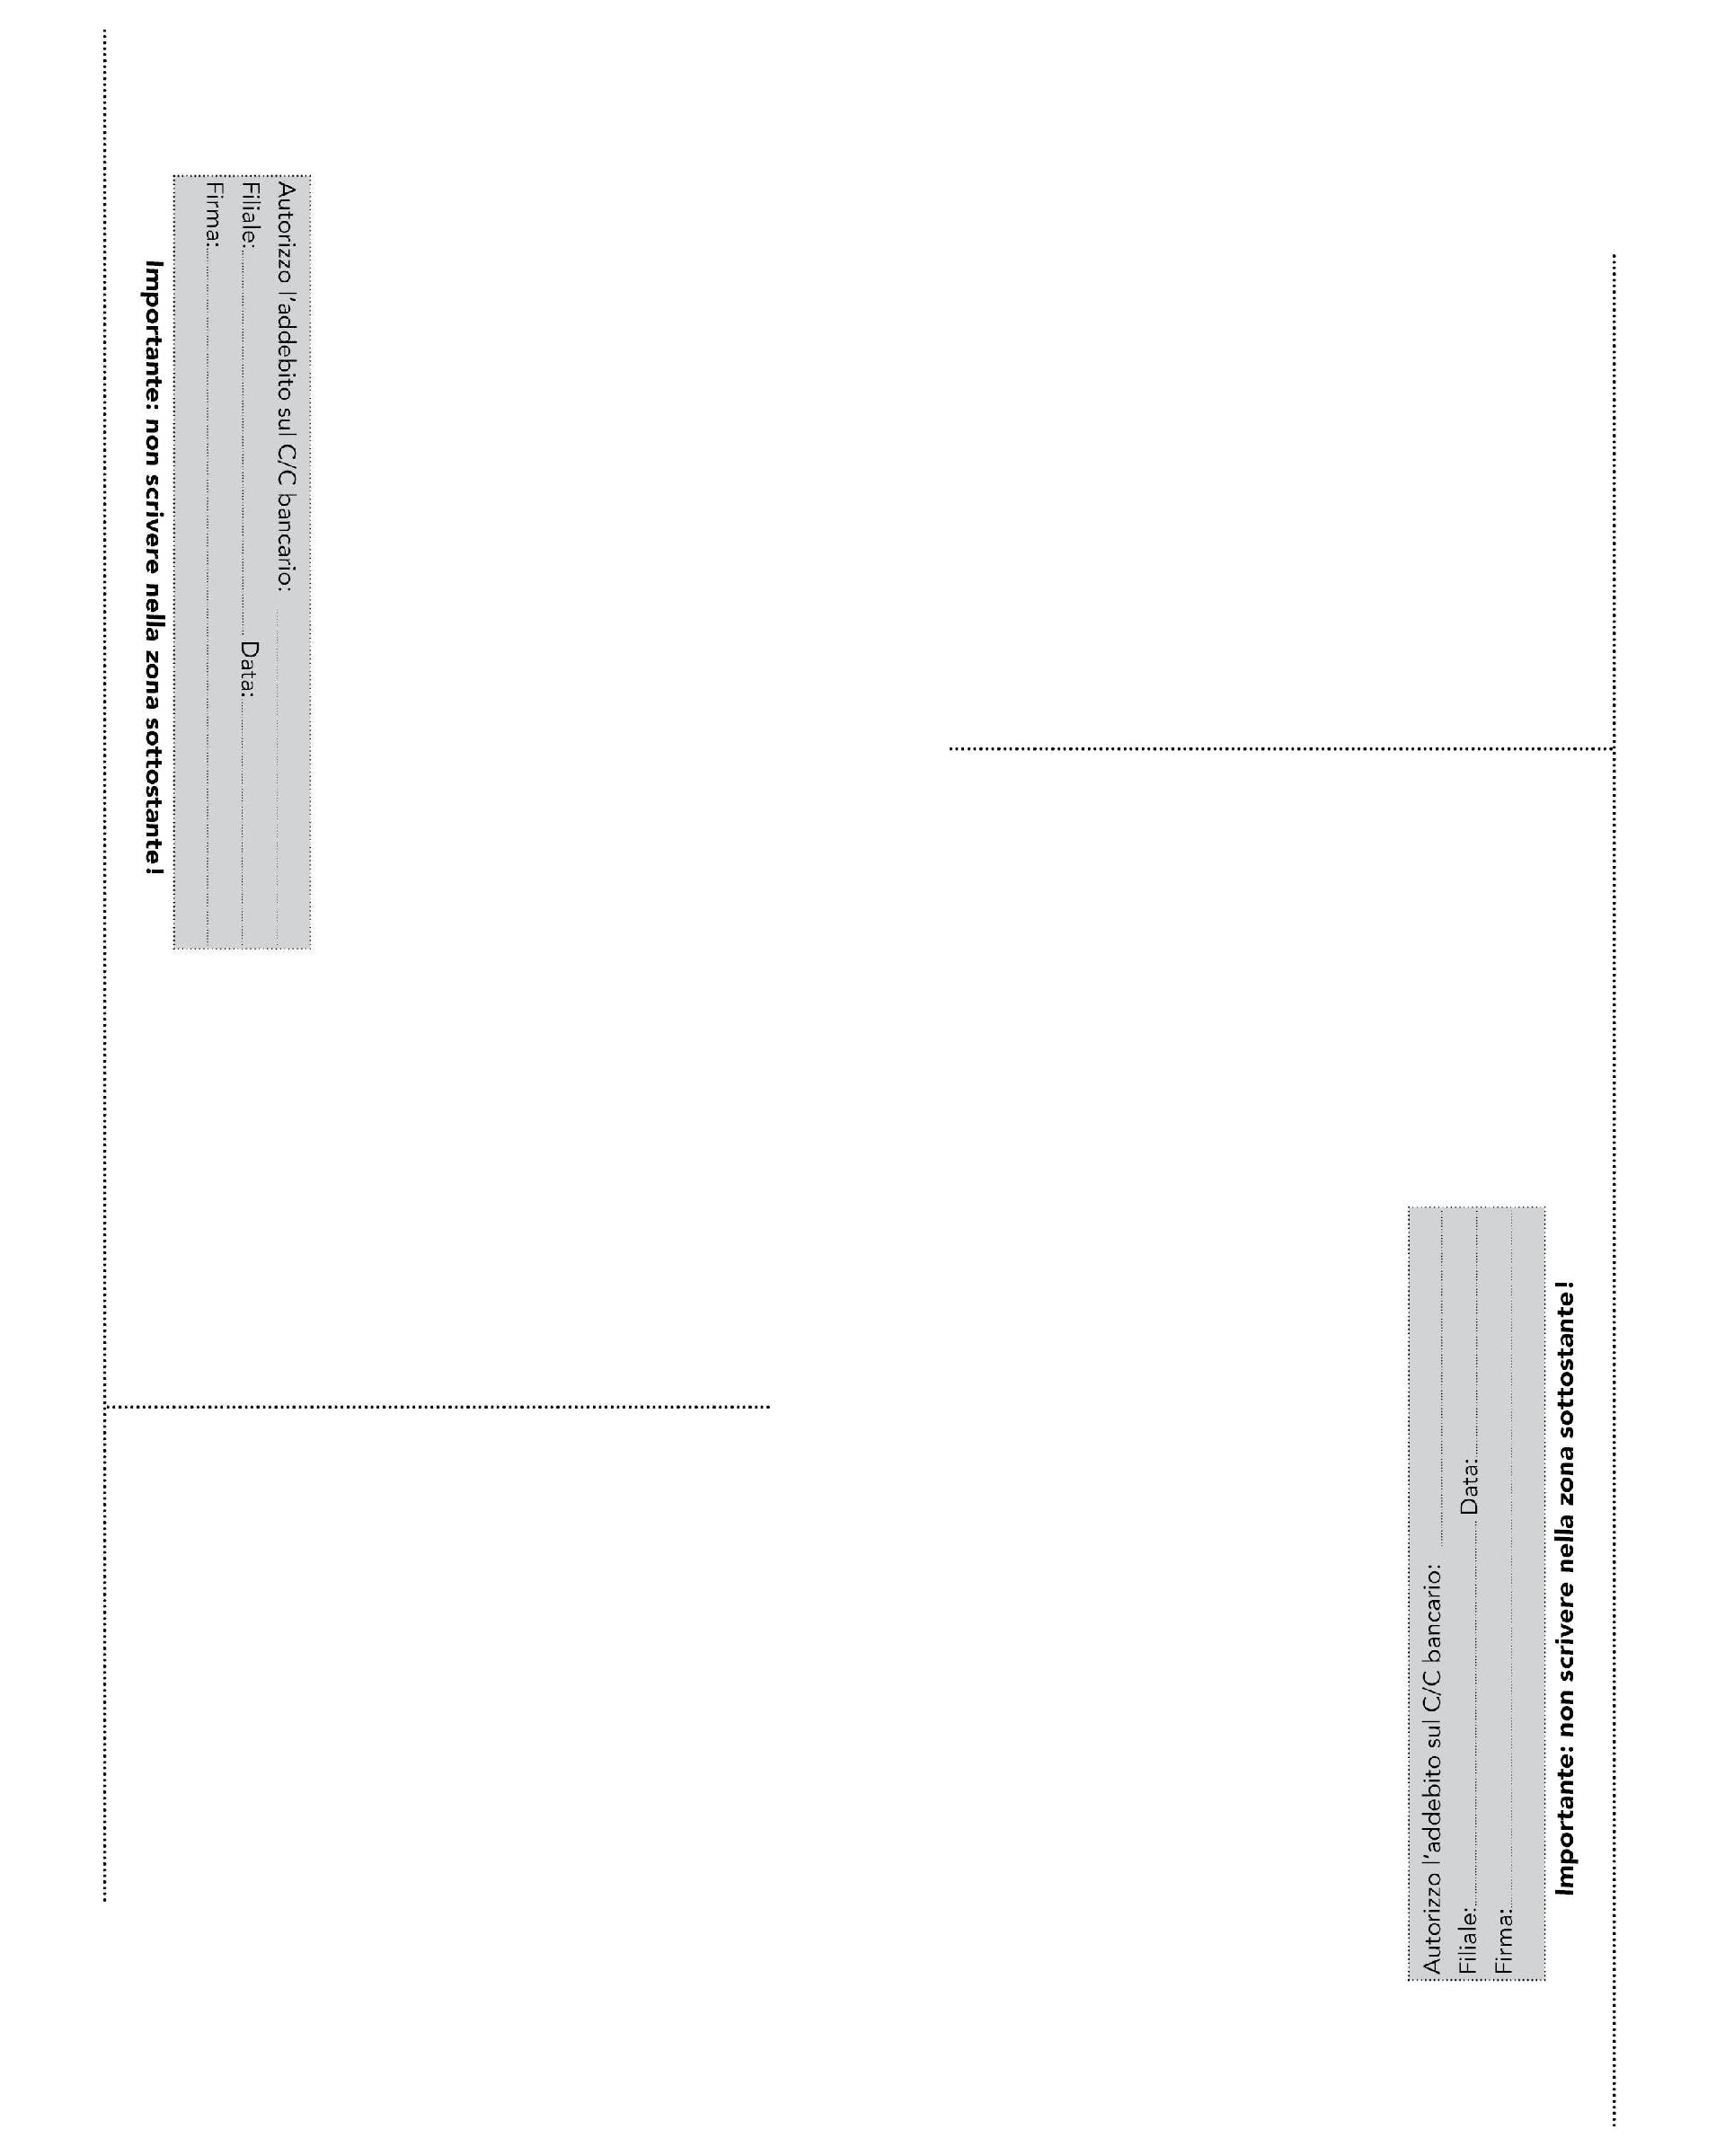 Autorizzo l'addebito sul C/C bancario:
Filiale: Data:
Firma:
Importante: non scrivere nella zona sottostante!
Autorizzo l'addebito sul C/C bancario:
Filiale: Data:
Firma:
Importante: non scrivere nella zona sottostante!